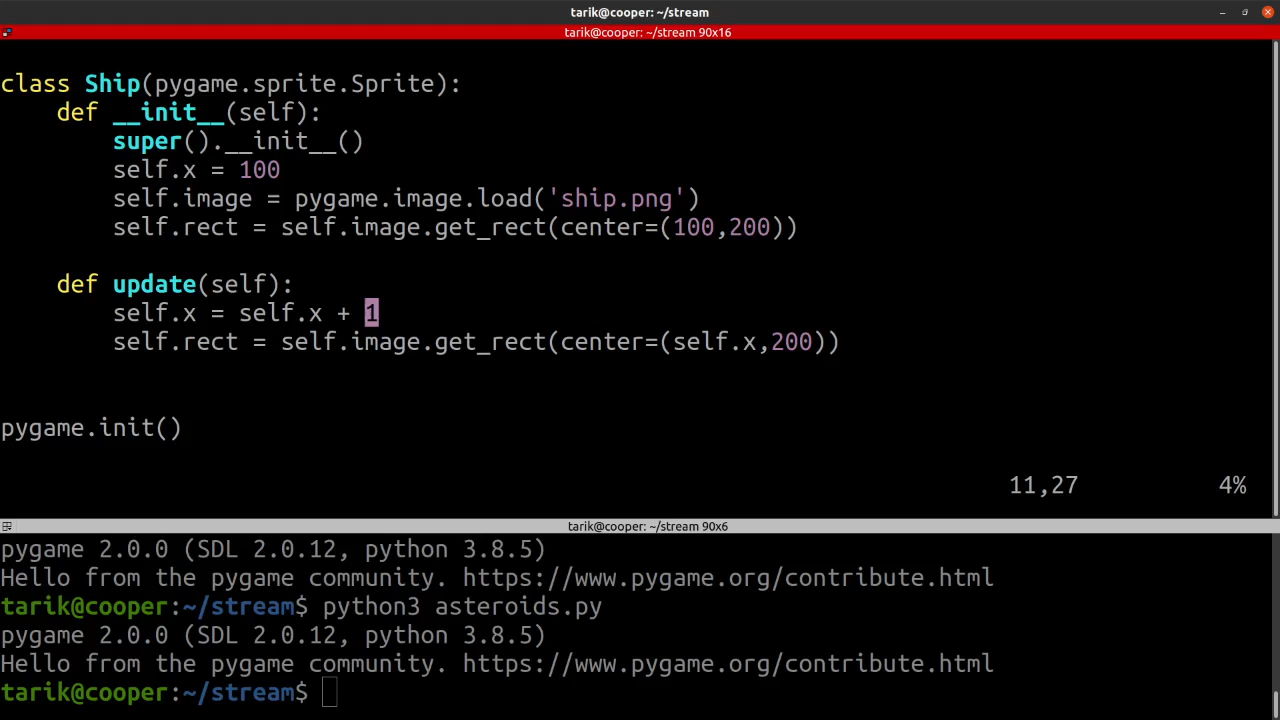 tarik@cooper: ~/stream
tarik@cooper: ~/stream 90x16
class Ship(pygame.sprite.Sprite):
    def __init__(self):
        super().__init__()
        self.x = 100
        self.image = pygame.image.load('ship.png')
        self.rect = self.image.get_rect(center=(100,200))
    def update(self):
        self.x = self.x + 1
        self.rect = self.image.get_rect(center=(self.x,200))
pygame.init()
11,27 4%
tarik@cooper: ~/stream 90x6
pygame 2.0.0 (SDL 2.0.12, python 3.8.5)
Hello from the pygame community. https://www.pygame.org/contribute.html
tarik@cooper:~/stream$ python3 asteroids.py
pygame 2.0.0 (SDL 2.0.12, python 3.8.5)
Hello from the pygame community. https://www.pygame.org/contribute.html
tarik@cooper:~/stream$